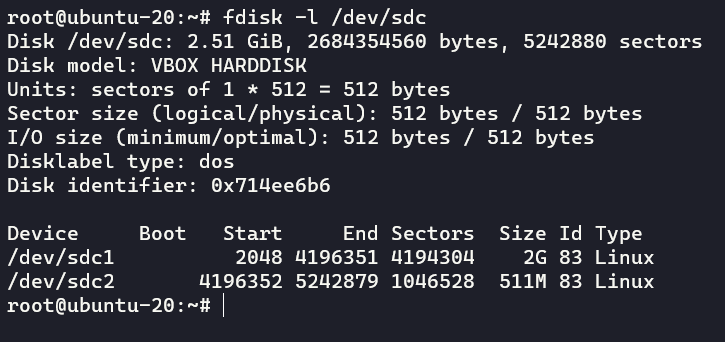 root@ubuntu-20:~# fdisk -l /dev/sdc
Disk /dev/sdc: 2.51 GiB, 2684354560 bytes, 5242880 sectors
Disk model: VBOX HARDDISK
Units: sectors of 1 * 512 = 512 bytes
Sector size (logical/physical): 512 bytes / 512 bytes
I/O size (minimum/optimal): 512 bytes / 512 bytes
Disklabel type: dos
Disk identifier: 0x714ee6b6

Device     Boot   Start     End Sectors  Size Id Type
/dev/sdc1          2048 4196351 4194304    2G 83 Linux
/dev/sdc2       4196352 5242879 1046528  511M 83 Linux
root@ubuntu-20:~#